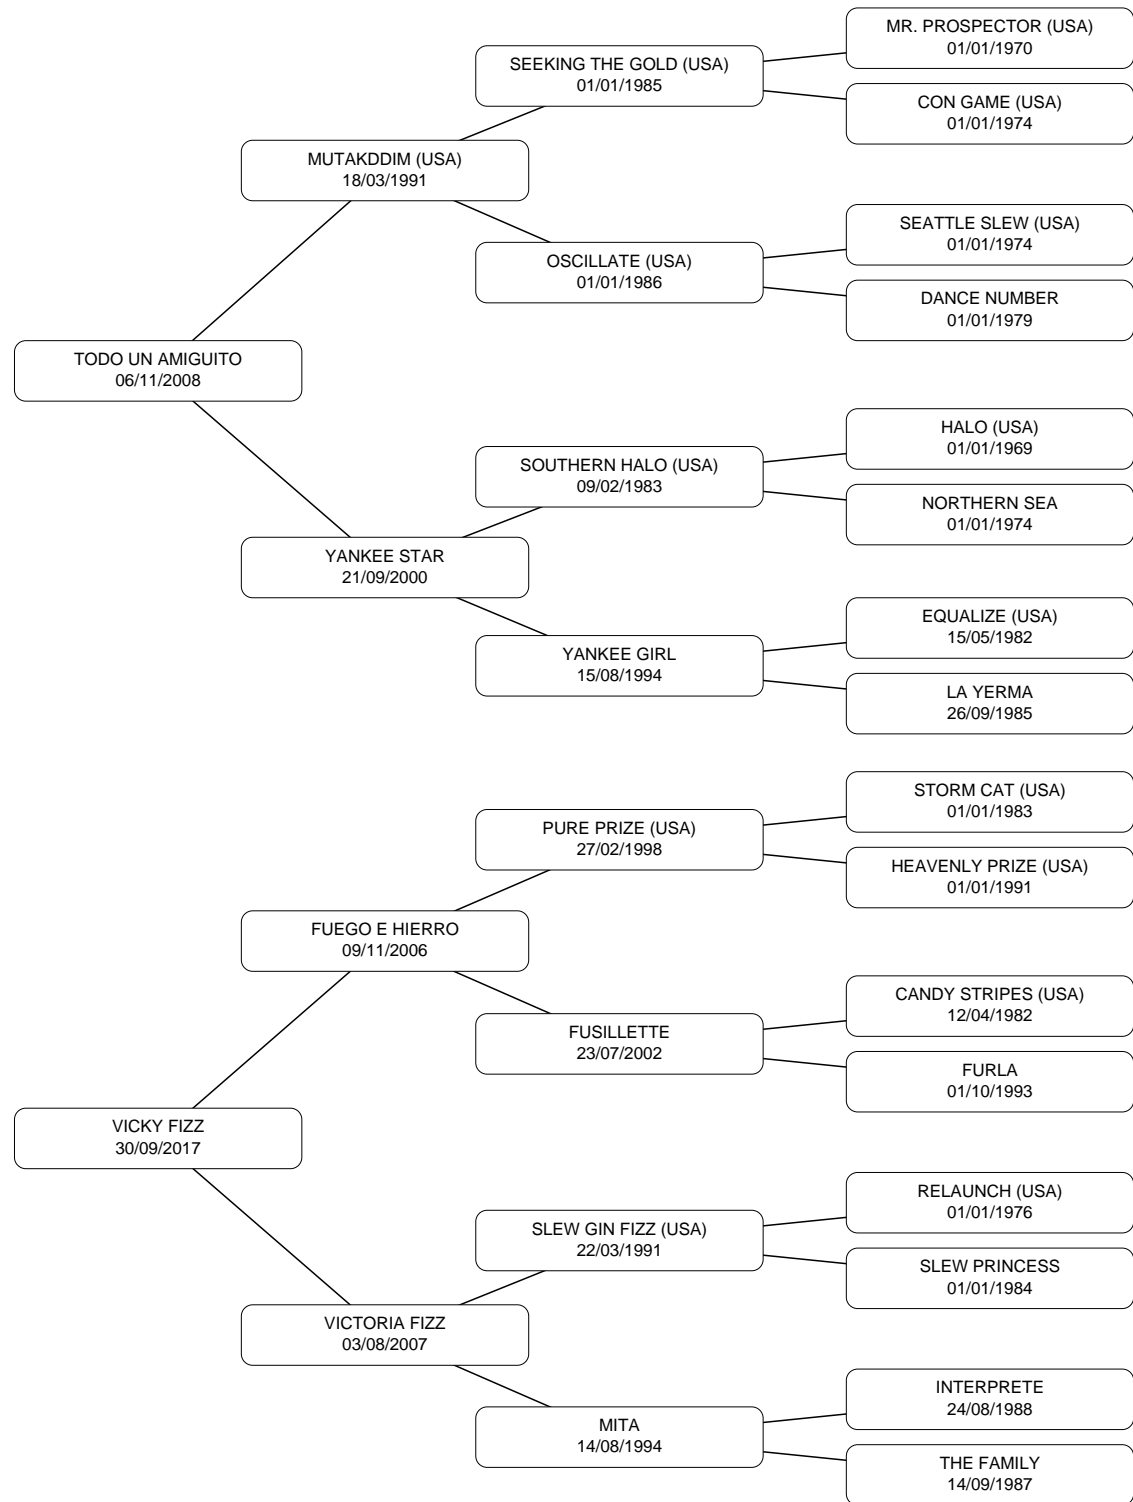 MR. PROSPECTOR (USA)
01/01/1970
SEEKING THE GOLD (USA)
01/01/1985
CON GAME (USA)
01/01/1974
MUTAKDDIM (USA)
18/03/1991
SEATTLE SLEW (USA)
01/01/1974
OSCILLATE (USA)
01/01/1986
DANCE NUMBER
01/01/1979
TODO UN AMIGUITO
06/11/2008
HALO (USA)
01/01/1969
SOUTHERN HALO (USA)
09/02/1983
NORTHERN SEA
01/01/1974
YANKEE STAR
21/09/2000
EQUALIZE (USA)
15/05/1982
YANKEE GIRL
15/08/1994
LA YERMA
26/09/1985
STORM CAT (USA)
01/01/1983
PURE PRIZE (USA)
27/02/1998
HEAVENLY PRIZE (USA)
01/01/1991
FUEGO E HIERRO
09/11/2006
CANDY STRIPES (USA)
12/04/1982
FUSILLETTE
23/07/2002
FURLA
01/10/1993
VICKY FIZZ
30/09/2017
RELAUNCH (USA)
01/01/1976
SLEW GIN FIZZ (USA)
22/03/1991
SLEW PRINCESS
01/01/1984
VICTORIA FIZZ
03/08/2007
INTERPRETE
24/08/1988
MITA
14/08/1994
THE FAMILY
14/09/1987